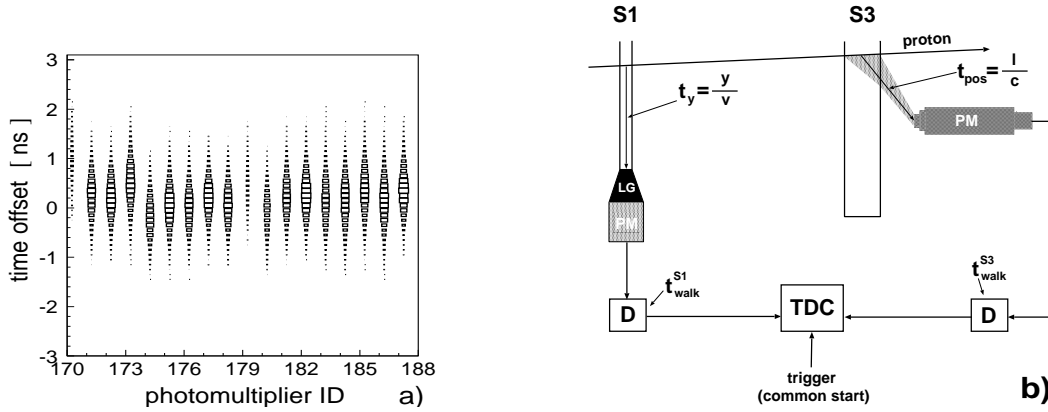 time offset [ ns ]
3
2
1
0
-1
-2
-3
170 173 176 179 182 185 188
photomultiplier ID
a)
S1 S3
proton
t_y = y/v
t_pos = l/c
PM
LG
PM
t_walk^S1
t_walk^S3
D TDC D
trigger
(common start)
b)